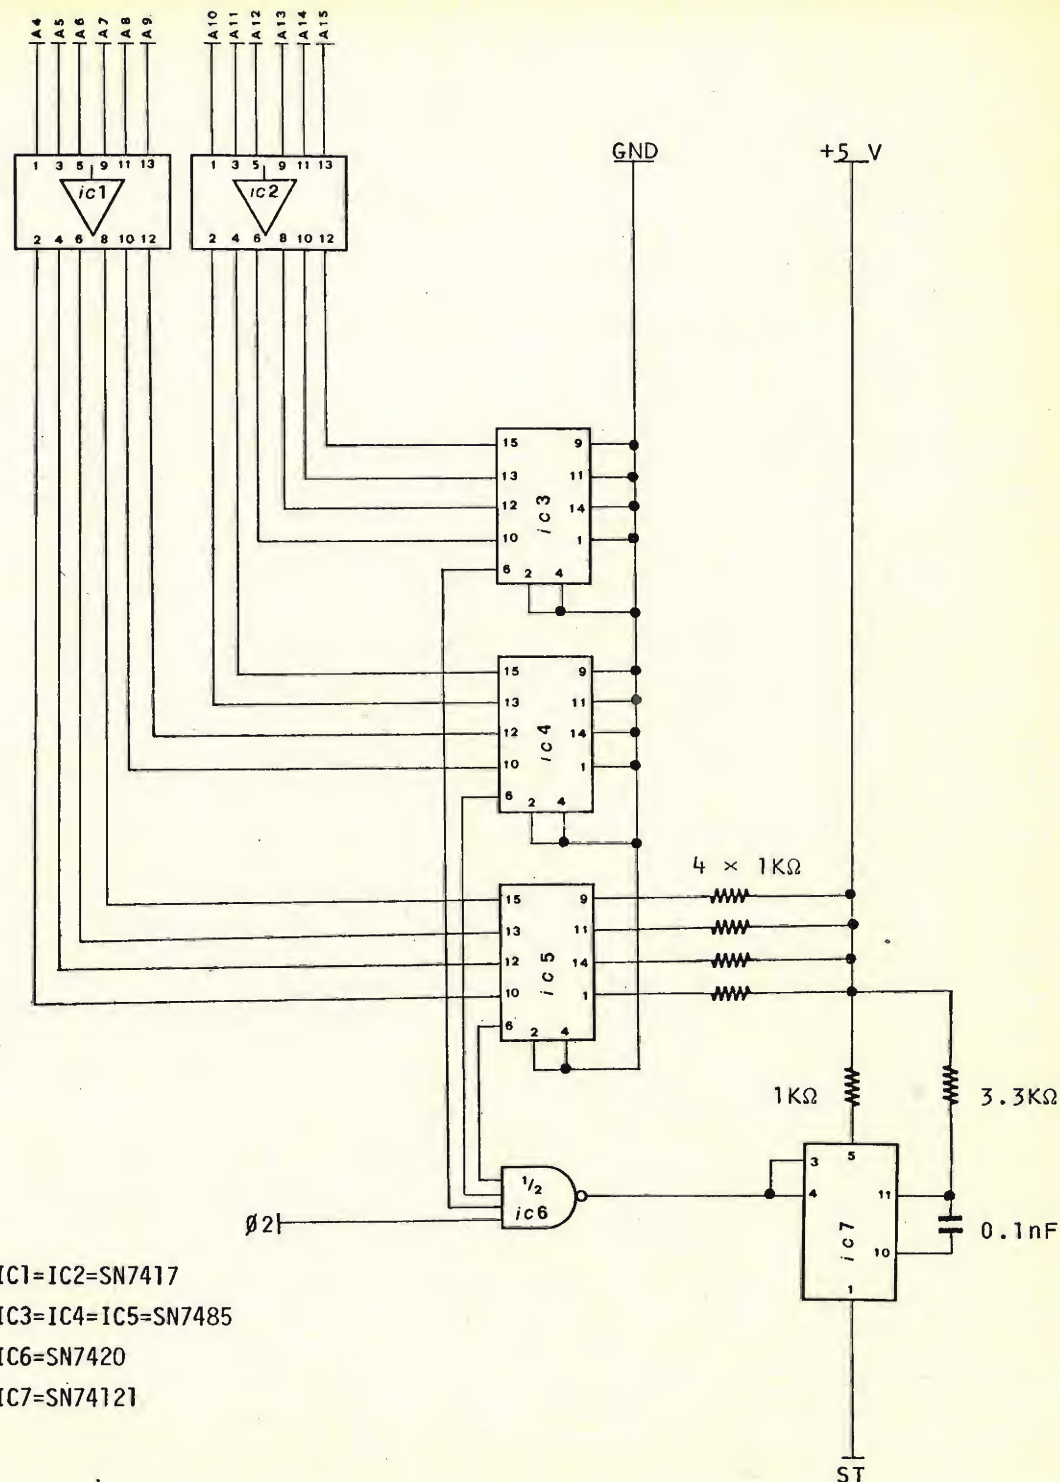 A4 A5 A6 A7 A8 A9 A10 A11 A12 A13 A14 A15
GND +5 V
1 3 5 9 11 13 1 3 5 9 11 13
ic1 ic2
2 4 6 8 10 12 2 4 6 8 10 12
15 9
13 11
12 14
ic3
10 1
6 2 4
15 9
13 11
12 14
ic4
10 1
6 2 4
4 × 1KΩ
15 9
13 11
12 14
ic5
10 1
6 2 4
1KΩ 3.3KΩ
3 5
4 11
1/2
ic6
ø2
ic7
10 0.1nF
1
IC1=IC2=SN7417
IC3=IC4=IC5=SN7485
IC6=SN7420
IC7=SN74121
ST